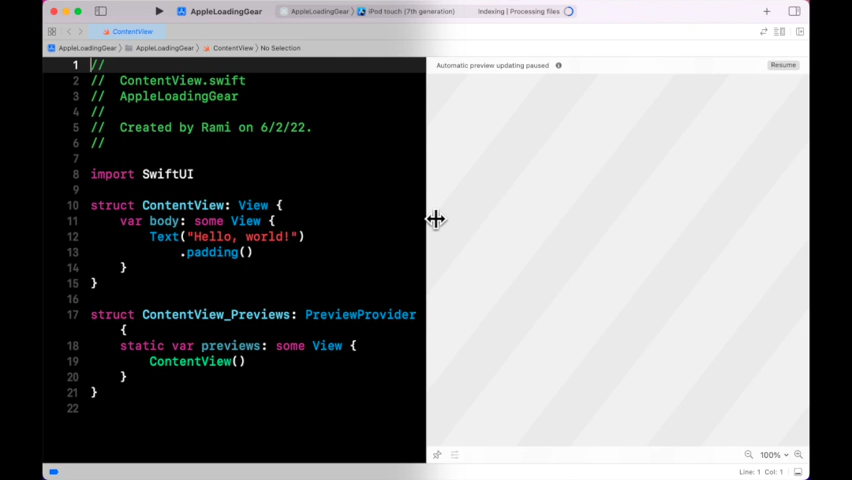 AppleLoadingGear
AppleLoadingGear 〉 iPod touch (7th generation)
Indexing | Processing files
ContentView
AppleLoadingGear 〉 AppleLoadingGear 〉 ContentView 〉 No Selection
1 //
2 //  ContentView.swift
3 //  AppleLoadingGear
4 //
5 //  Created by Rami on 6/2/22.
6 //
7
8 import SwiftUI
9
10 struct ContentView: View {
11     var body: some View {
12         Text("Hello, world!")
13             .padding()
14     }
15 }
16
17 struct ContentView_Previews: PreviewProvider
{
18     static var previews: some View {
19         ContentView()
20     }
21 }
22
Automatic preview updating paused
Resume
100%
Line: 1 Col: 1